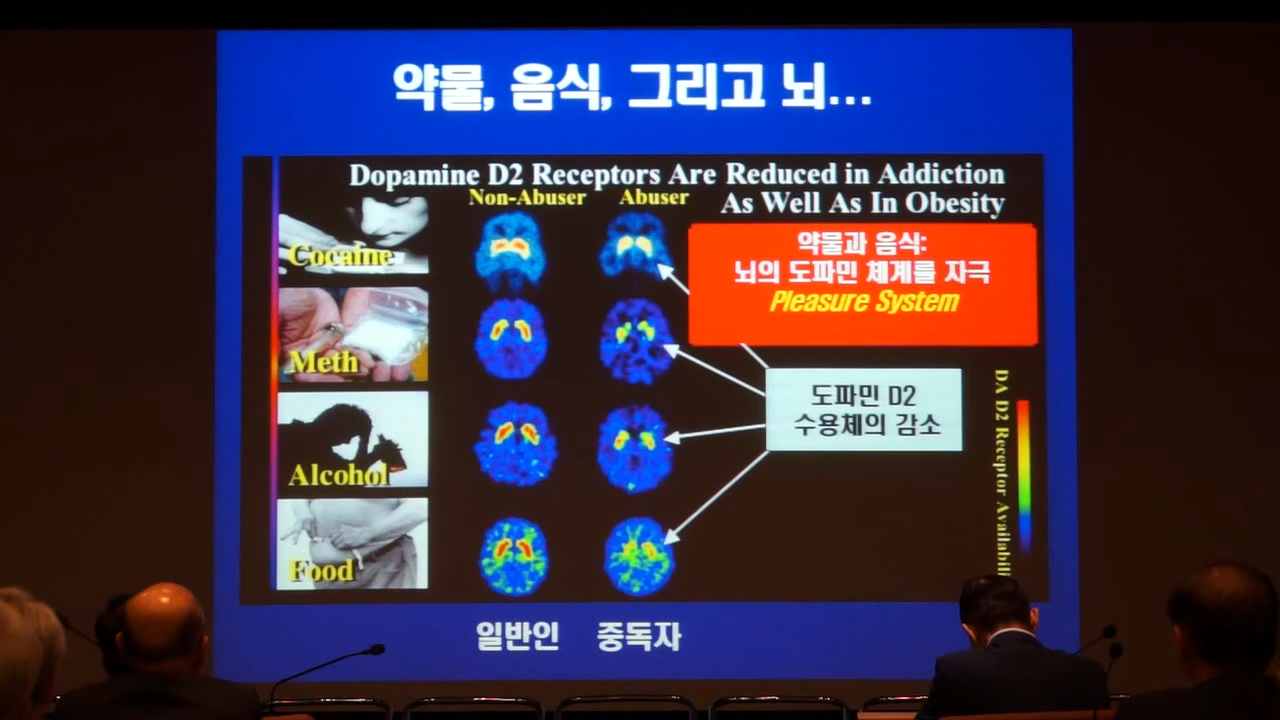 약물, 음식, 그리고 뇌...
Dopamine D2 Receptors Are Reduced in Addiction
As Well As In Obesity
Non-Abuser
Abuser
Cocaine
약물과 음식:
뇌의 도파민 체계를 자극
Pleasure System
Meth
도파민 D2
수용체의 감소
Alcohol
Food
DA D2 Receptor Availabili
일반인
중독자